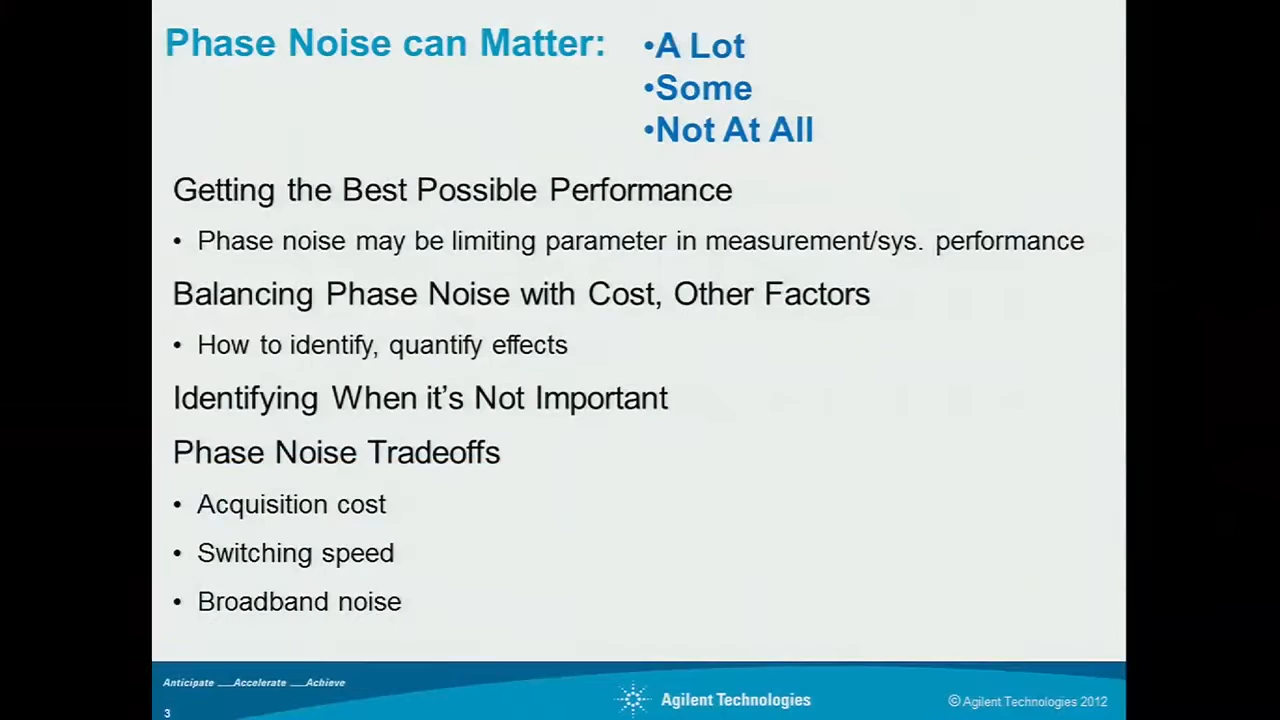 Phase Noise can Matter:
•A Lot
•Some
•Not At All
Getting the Best Possible Performance
• Phase noise may be limiting parameter in measurement/sys. performance
Balancing Phase Noise with Cost, Other Factors
• How to identify, quantify effects
Identifying When it’s Not Important
Phase Noise Tradeoffs
• Acquisition cost
• Switching speed
• Broadband noise
Anticipate __Accelerate __Achieve
Agilent Technologies
© Agilent Technologies 2012
3